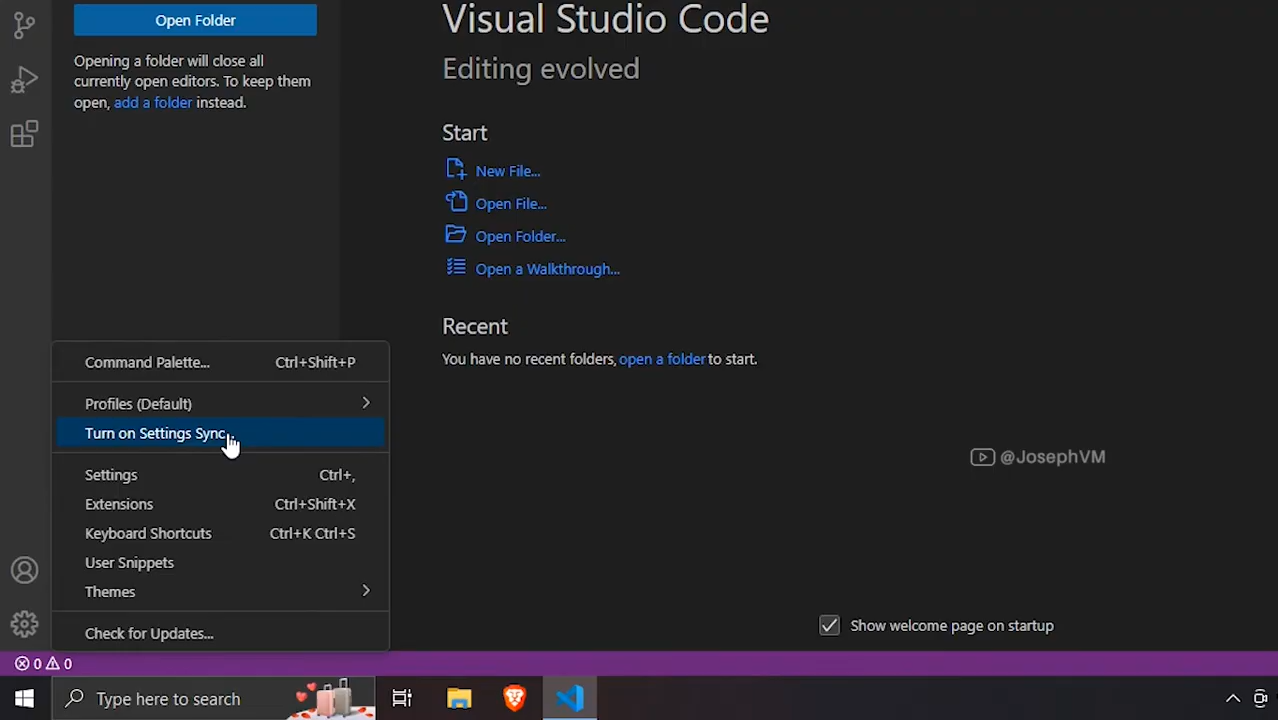 Open Folder
Opening a folder will close all
currently open editors. To keep them
open, add a folder instead.
Visual Studio Code
Editing evolved
Start
New File...
Open File...
Open Folder...
Open a Walkthrough...
Recent
You have no recent folders, open a folder to start.
Command Palette... Ctrl+Shift+P
Profiles (Default)
Turn on Settings Sync...
Settings Ctrl+,
Extensions Ctrl+Shift+X
Keyboard Shortcuts Ctrl+K Ctrl+S
User Snippets
Themes
Check for Updates...
@JosephVM
Show welcome page on startup
0 0
Type here to search